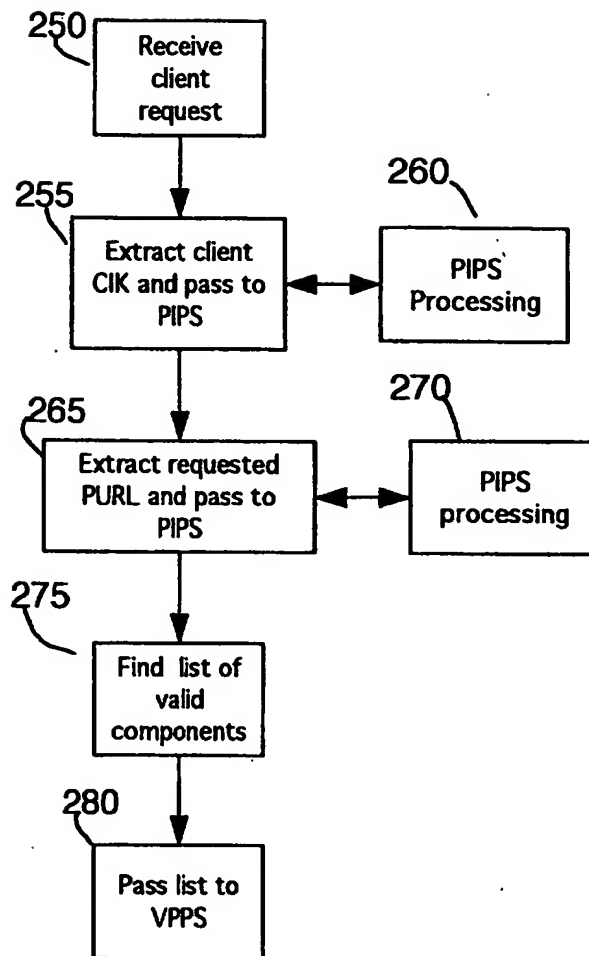 250
Receive
client
request
255
Extract client
CIK and pass to
PIPS
260
PIPS
Processing
265
Extract requested
PURL and pass to
PIPS
270
PIPS
processing
275
Find list of
valid
components
280
Pass list to
VPPS